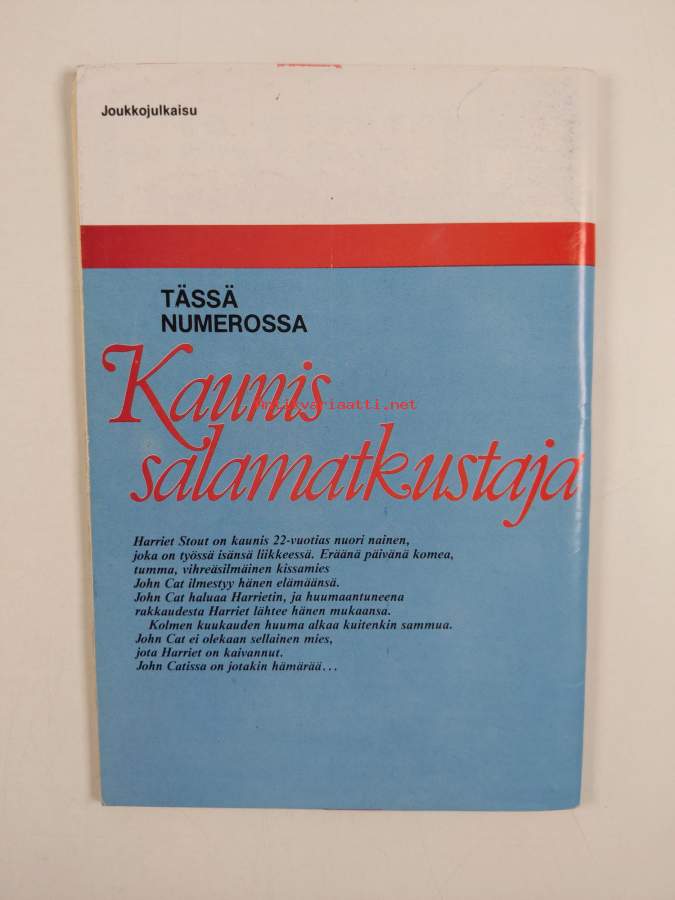 Joukkojulkaisu
TÄSSÄ
NUMEROSSA
Kaunis
Antikvariaatti.net
salamatkustaja
Harriet Stout on kaunis 22-vuotias nuori nainen,
joka on työssä isänsä liikkeessä. Eräänä päivänä komea,
tumma, vihreäsilmäinen kissamies
John Cat ilmestyy hänen elämäänsä.
John Cat haluaa Harrietin, ja huumaantuneena
rakkaudesta Harriet lähtee hänen mukaansa.
Kolmen kuukauden huuma alkaa kuitenkin sammua.
John Cat ei olekaan sellainen mies,
jota Harriet on kaivannut.
John Catissa on jotakin hämärää...